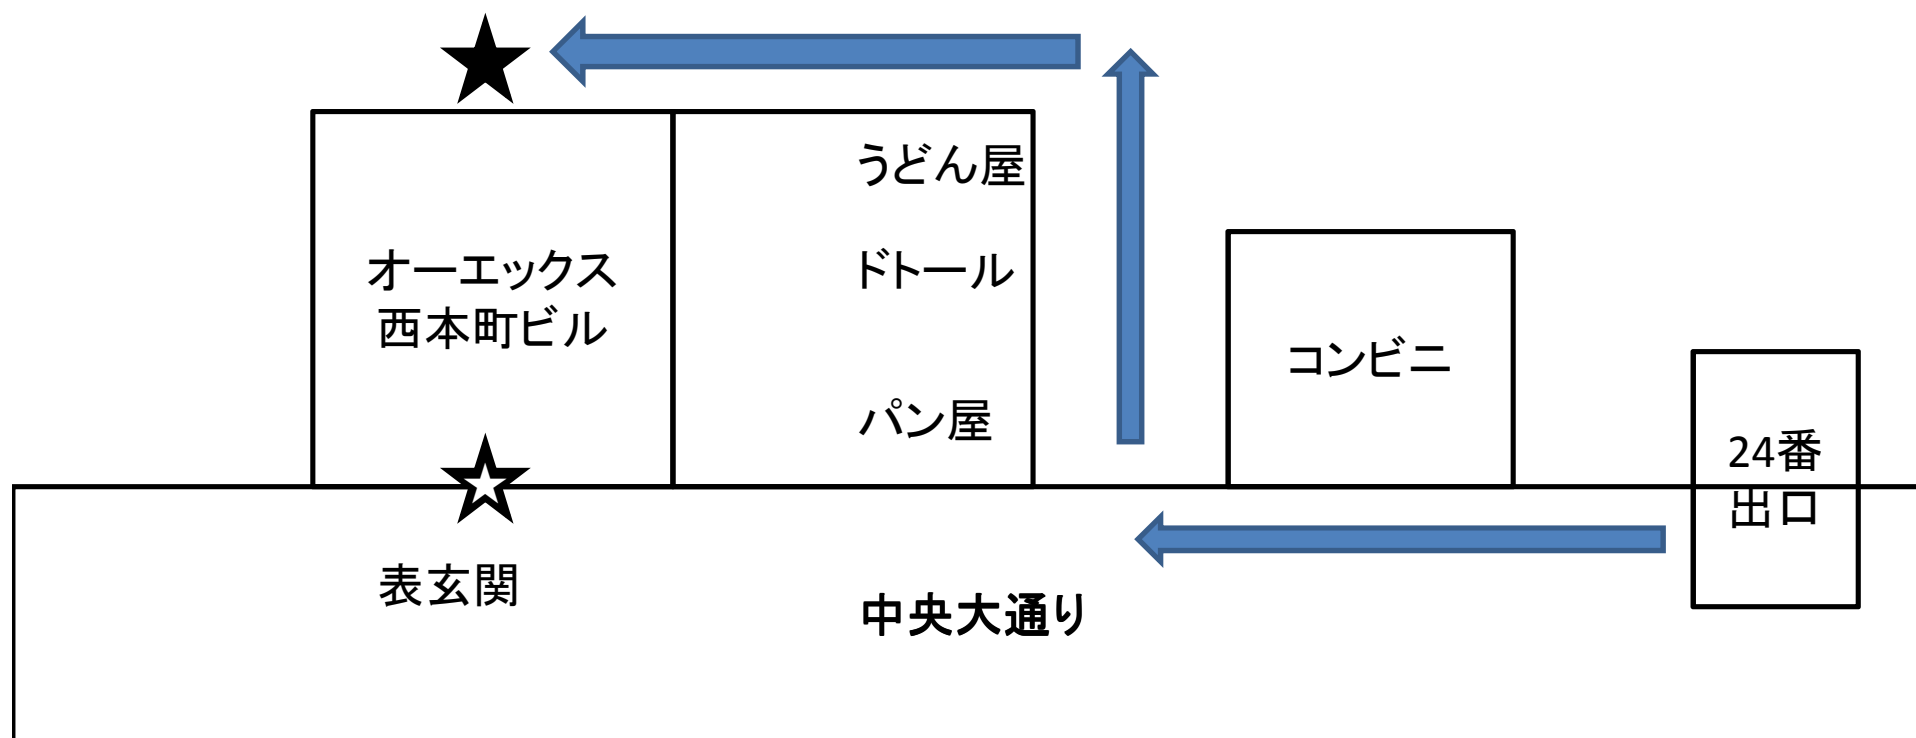 うどん屋
オーエックス
西本町ビル
ドトール
コンビニ
パン屋
24番
出口
表玄関
中央大通り